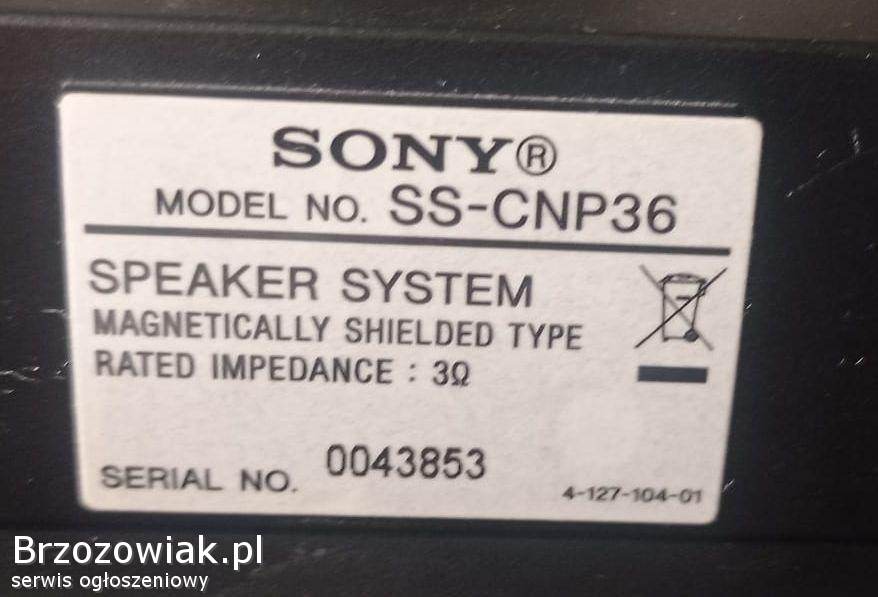 SONY®
MODEL NO. SS-CNP36
SPEAKER SYSTEM
MAGNETICALLY SHIELDED TYPE
RATED IMPEDANCE : 3Ω
SERIAL NO. 0043853
4-127-104-01
Brzozowiak.pl
serwis ogłoszeniowy